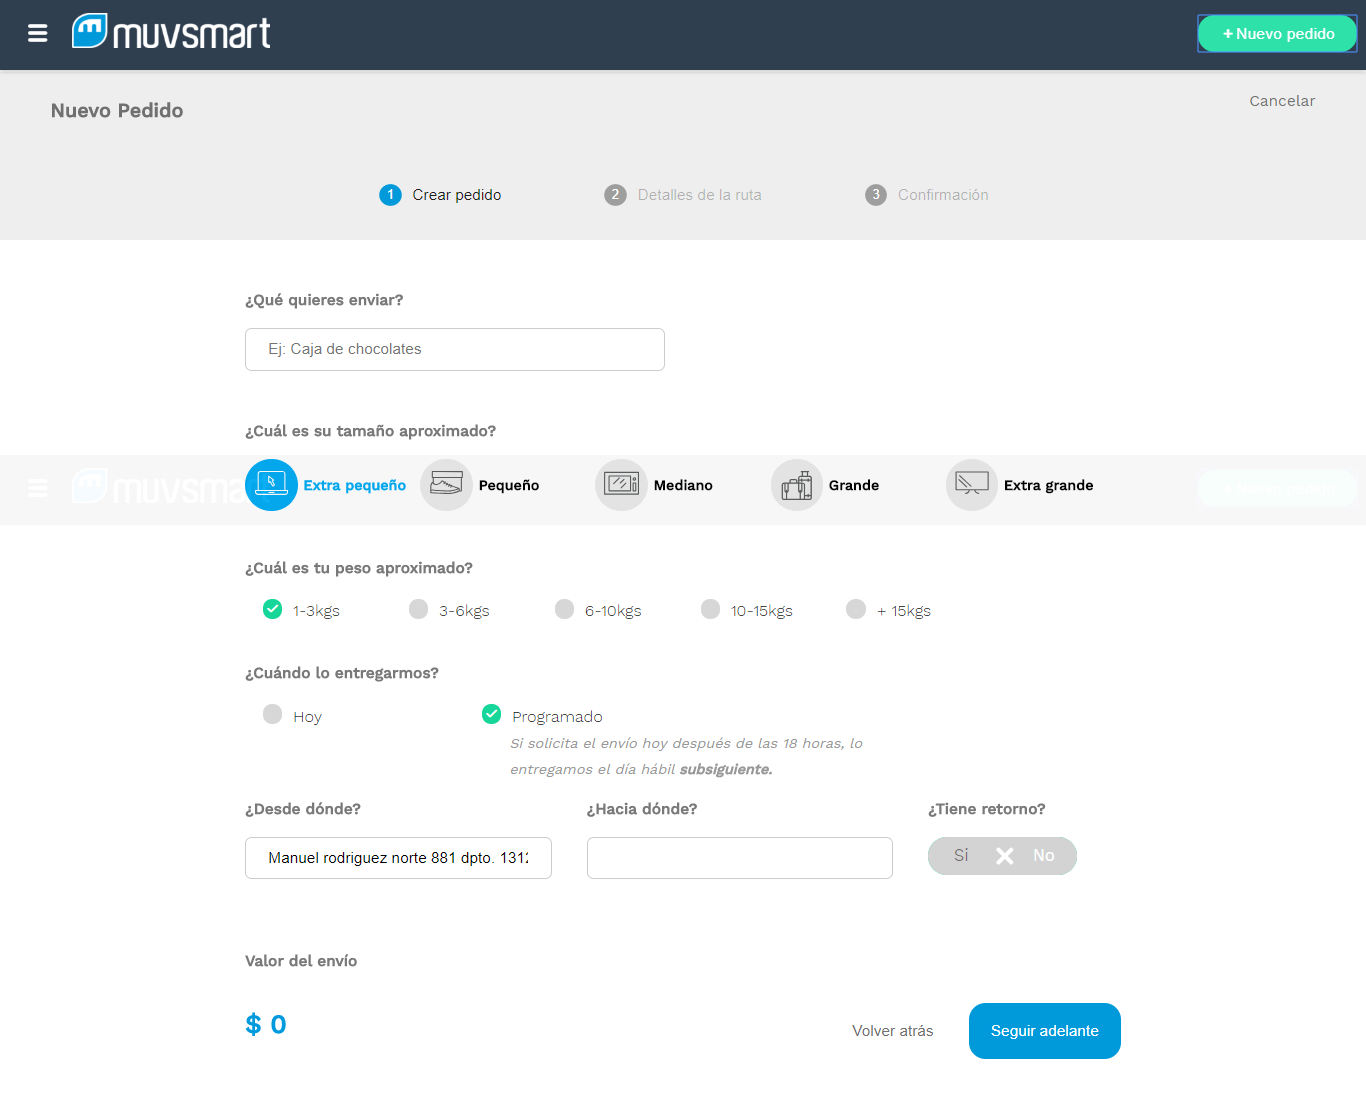 muvsmart
+ Nuevo pedido
Nuevo Pedido
Cancelar
1 Crear pedido
2 Detalles de la ruta
3 Confirmación
¿Qué quieres enviar?
Ej: Caja de chocolates
¿Cuál es su tamaño aproximado?
muvsmar
Extra pequeño
Pequeño
Mediano
Grande
Extra grande
¿Cuál es tu peso aproximado?
1-3kgs
3-6kgs
6-10kgs
10-15kgs
+ 15kgs
¿Cuándo lo entregarmos?
Hoy
Programado
Si solicita el envío hoy después de las 18 horas, lo
entregamos el día hábil subsiguiente.
¿Desde dónde?
¿Hacia dónde?
¿Tiene retorno?
Manuel rodriguez norte 881 dpto. 1312
Si
No
Valor del envío
$ 0
Volver atrás
Seguir adelante